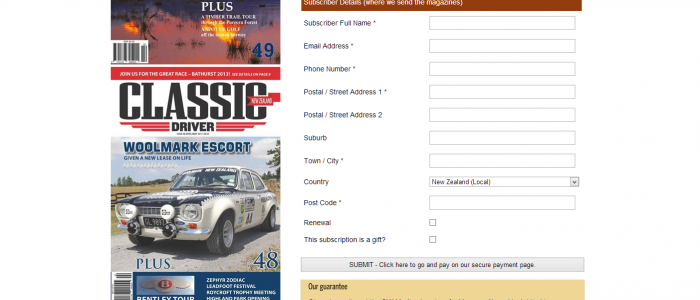 PLUS
A TIMBER TRAIL TOUR
through the Pureora Forest
49
JOIN US FOR THE GREAT RACE – BATHURST 2013! SEE DETAILS ON PAGE 9
CLASSIC
NEW ZEALAND
DRIVER
WOOLMARK ESCORT
GIVEN A NEW LEASE ON LIFE
NEW ZEALAND
44
PLUS
48
BENTLEY TOUR
ZEPHYR ZODIAC
LEADFOOT FESTIVAL
ROYCROFT TROPHY MEETING
HIGHLAND PARK OPENING
Subscriber Details (where we send the magazines)
Subscriber Full Name *
Email Address *
Phone Number *
Postal / Street Address 1 *
Postal / Street Address 2
Suburb
Town / City *
Country
New Zealand (Local)
Post Code *
Renewal
This subscription is a gift?
SUBMIT - Click here to go and pay on our secure payment page.
Our guarantee